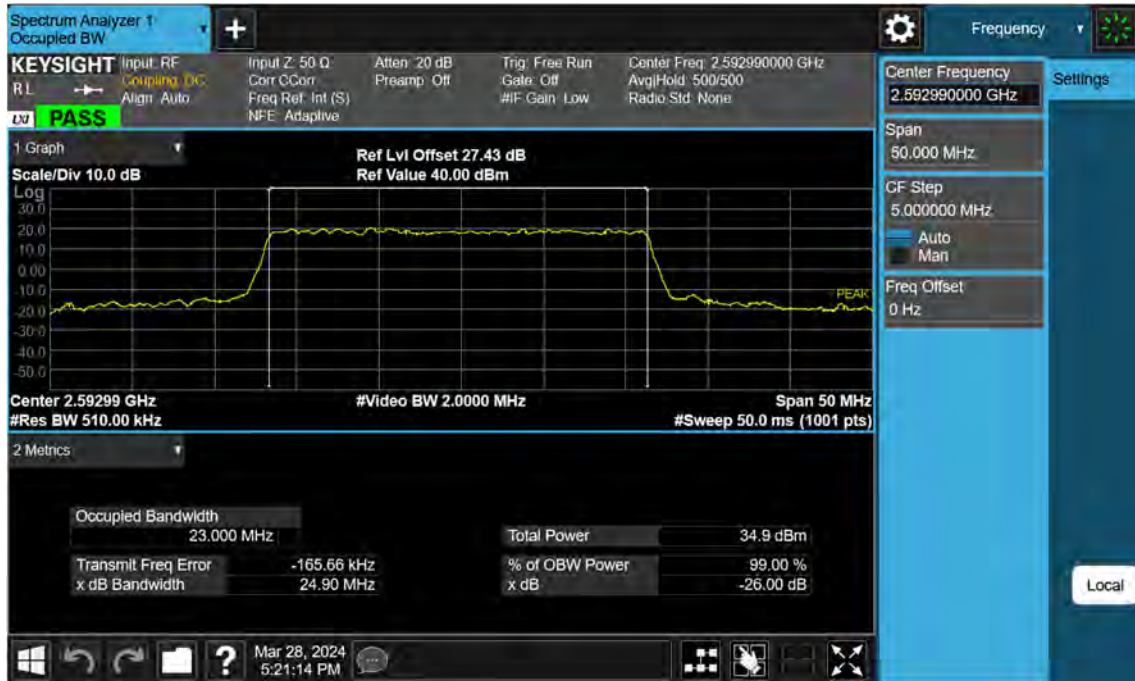 Spectrum Analyzer 1
Occupied BW
+
Frequency
KEYSIGHT
R L
LXI
PASS
Input: RF
Coupling: DC
Align: Auto
Input Z: 50 Ω
Corr CCorr
Freq Ref: Int (S)
NFE: Adaptive
Atten: 20 dB
Preamp: Off
Trig: Free Run
Gate: Off
#IF Gain: Low
Center Freq: 2.592990000 GHz
Avg|Hold: 500/500
Radio Std: None
Center Frequency
2.592990000 GHz
Settings
Span
50.000 MHz
CF Step
5.000000 MHz
Auto
Man
Freq Offset
0 Hz
1 Graph
Scale/Div 10.0 dB
Ref Lvl Offset 27.43 dB
Ref Value 40.00 dBm
Log
30.0
20.0
10.0
0.00
-10.0
-20.0
-30.0
-40.0
-50.0
PEAK
Center 2.59299 GHz
#Video BW 2.0000 MHz
Span 50 MHz
#Res BW 510.00 kHz
#Sweep 50.0 ms (1001 pts)
2 Metrics
Occupied Bandwidth
23.000 MHz
Total Power 34.9 dBm
Transmit Freq Error -165.66 kHz
% of OBW Power 99.00 %
x dB Bandwidth 24.90 MHz
x dB -26.00 dB
Local
?
Mar 28, 2024
5:21:14 PM